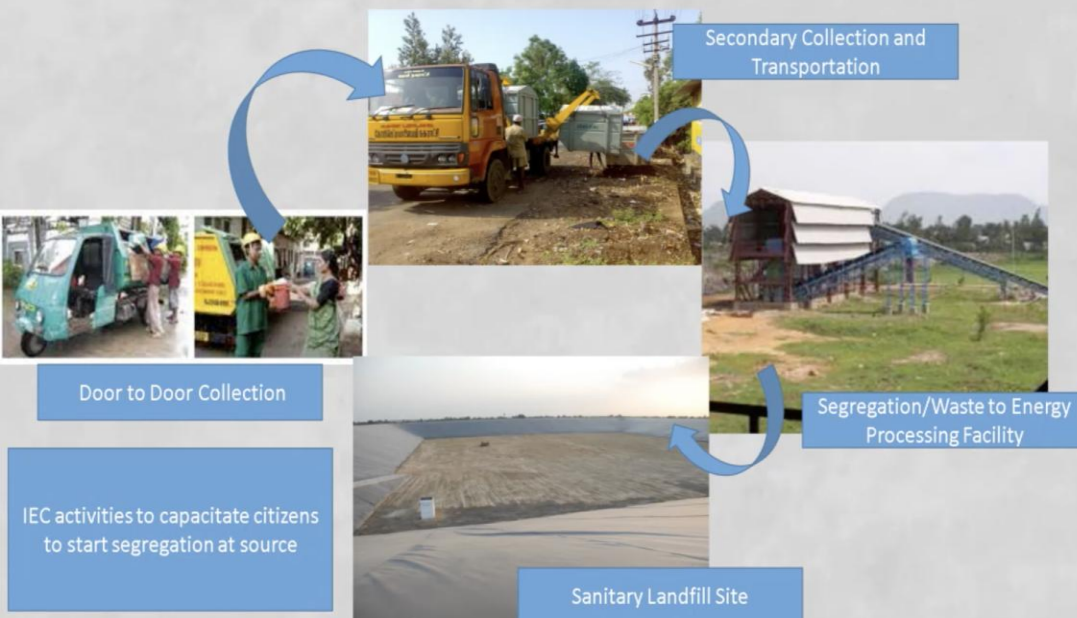 Secondary Collection and
Transportation
Door to Door Collection
Segregation/Waste to Energy
Processing Facility
IEC activities to capacitate citizens
to start segregation at source
Sanitary Landfill Site